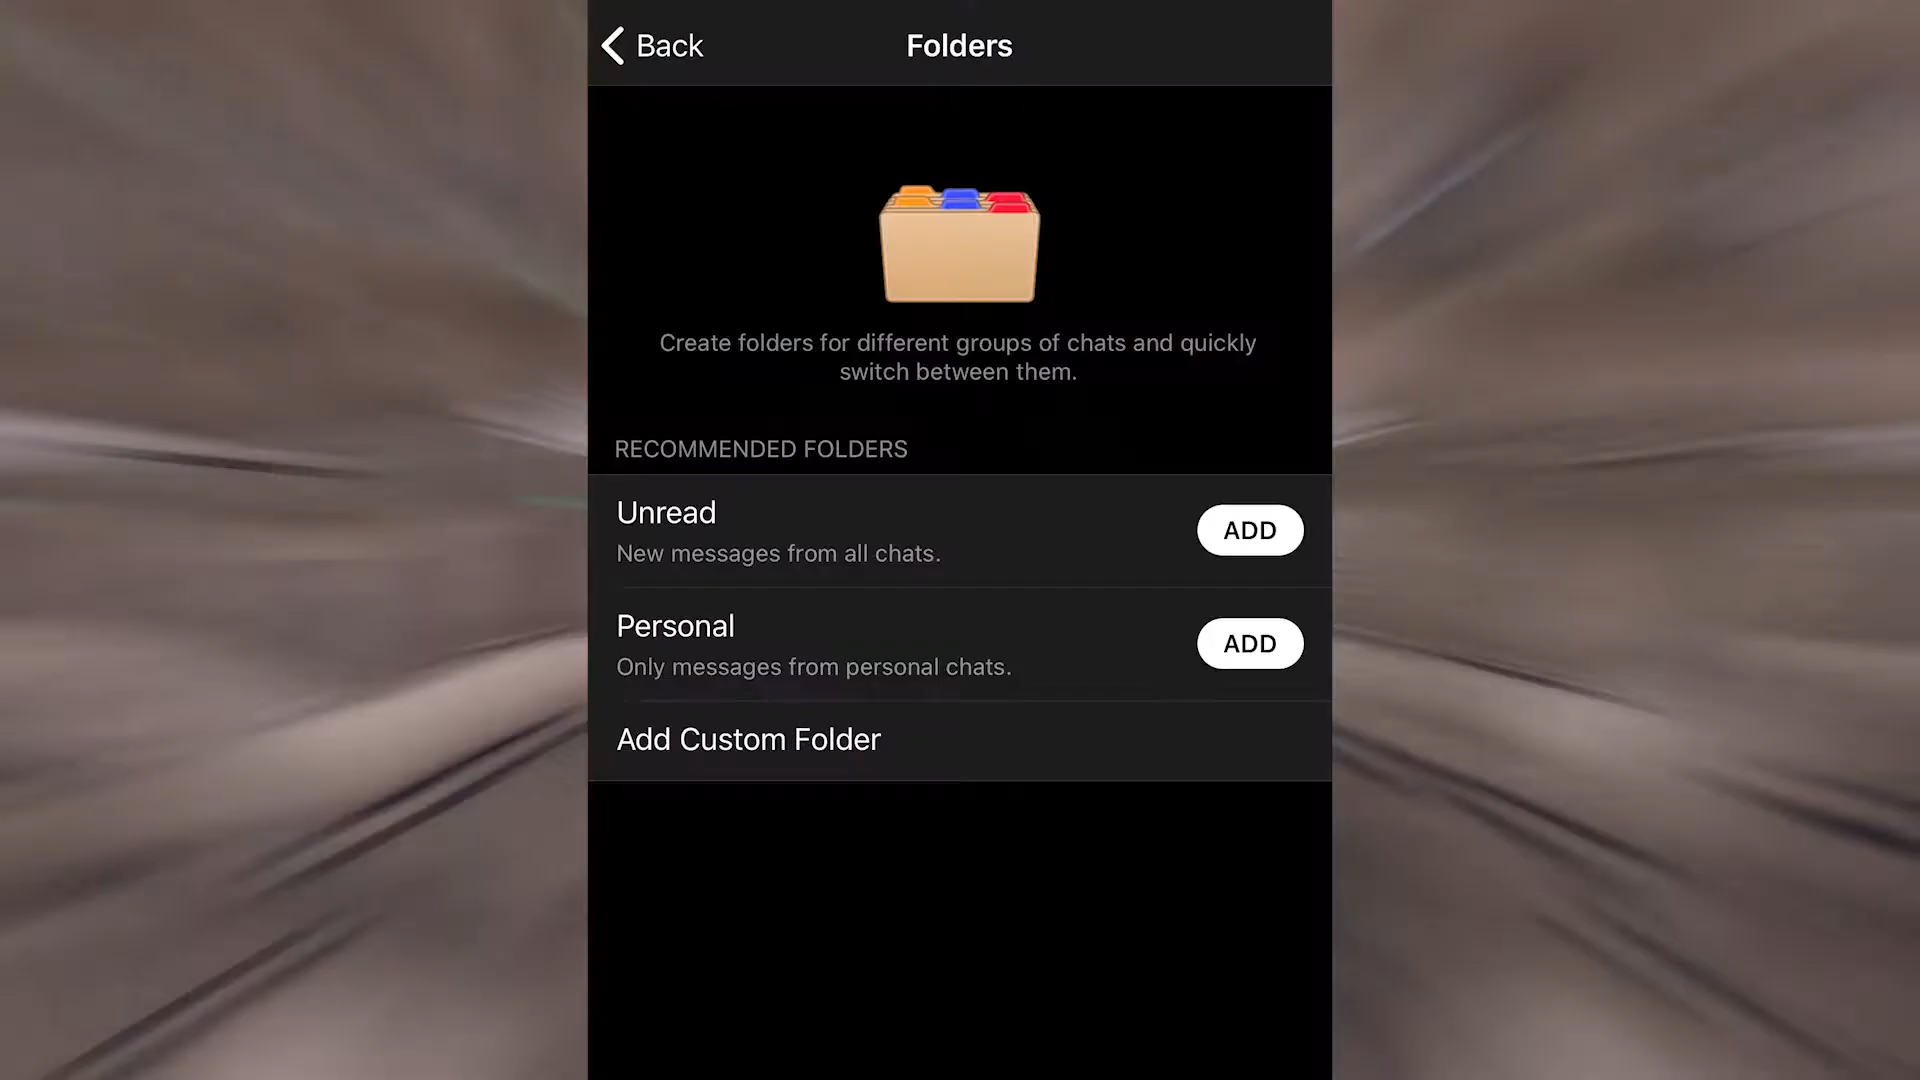 Back
Folders
Create folders for different groups of chats and quickly
switch between them.
RECOMMENDED FOLDERS
Unread
New messages from all chats.
ADD
Personal
Only messages from personal chats.
ADD
Add Custom Folder